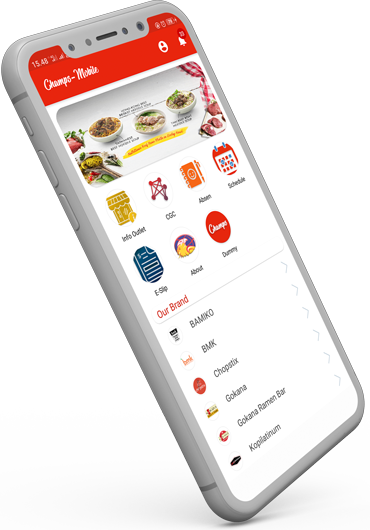 15.48
Champs-Mobile
Info Outlet
CGC
Absen
Schedule
E-Slip
About
Champs
Dummy
Our Brand
BAMIKO
BMK
Chopstix
Gokana
Gokana Ramen Bar
Kopilatinum